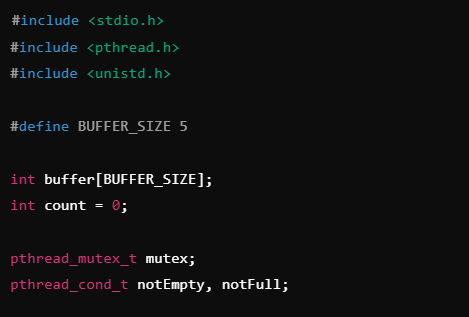 #include <stdio.h>
#include <pthread.h>
#include <unistd.h>
#define BUFFER_SIZE 5
int buffer[BUFFER_SIZE];
int count = 0;
pthread_mutex_t mutex;
pthread_cond_t notEmpty, notFull;